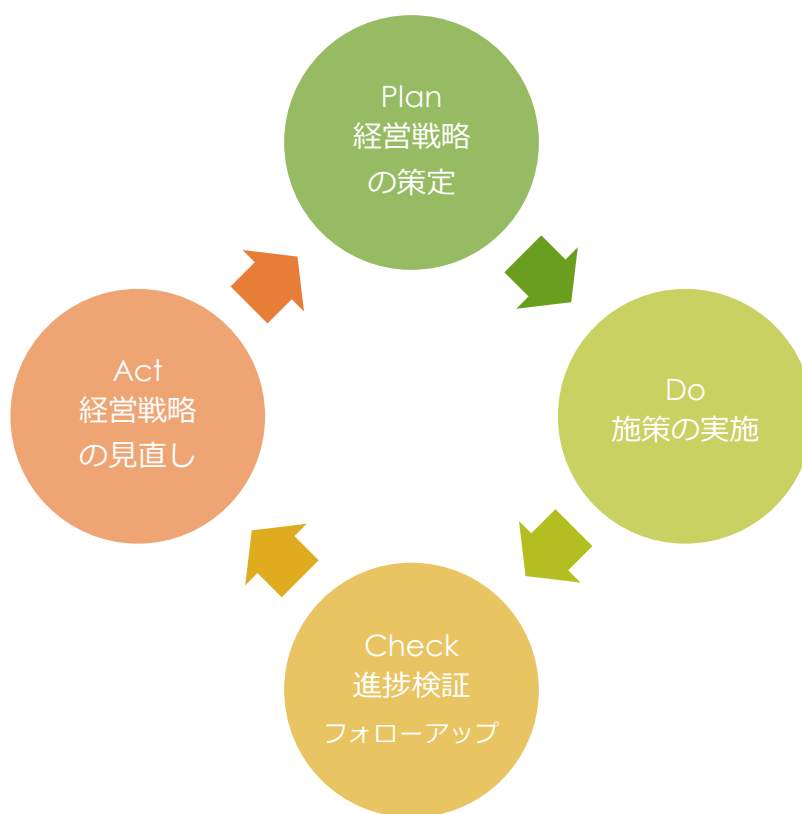 Plan
経営戦略
の策定
Do
施策の実施
Check
進捗検証
フォローアップ
Act
経営戦略
の見直し